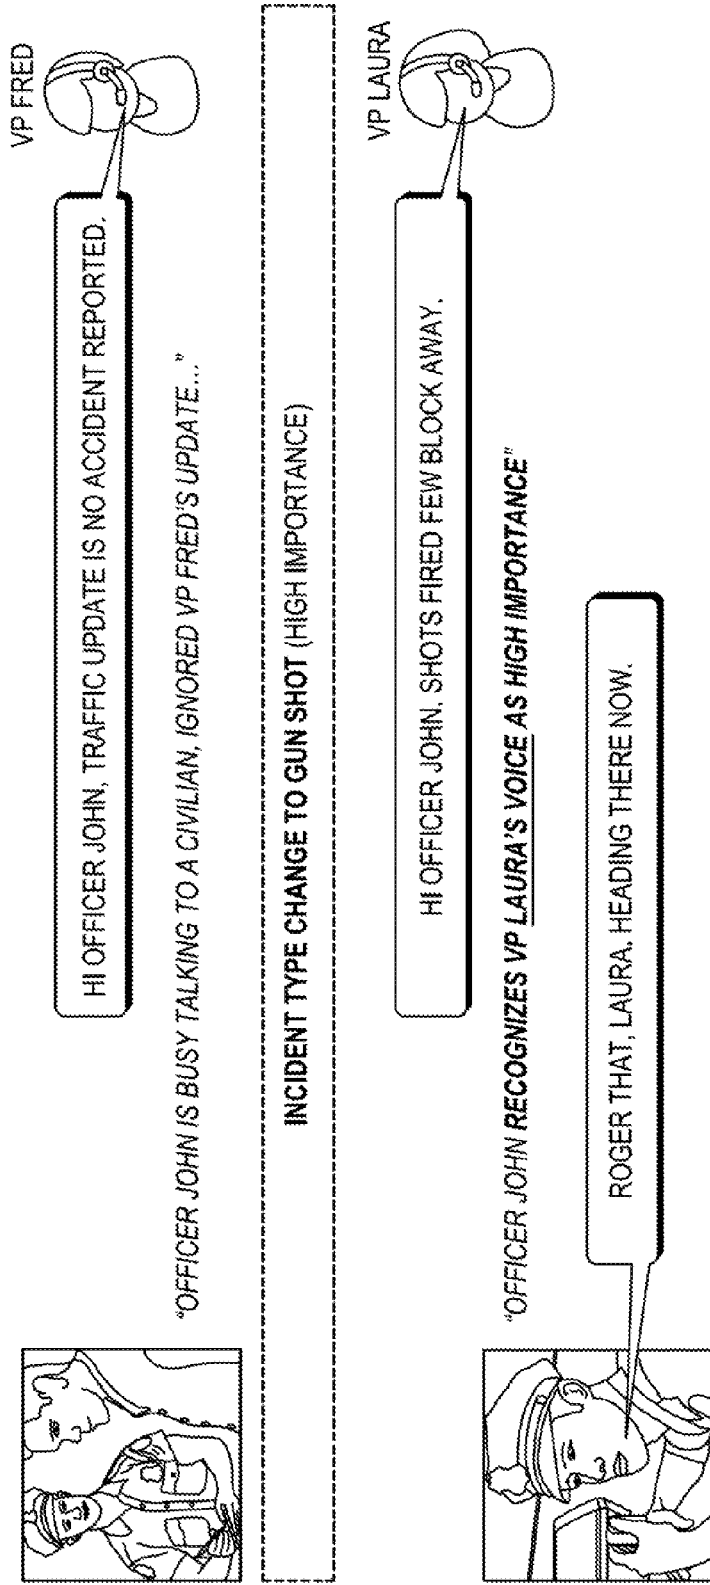 VP FRED
HI OFFICER JOHN, TRAFFIC UPDATE IS NO ACCIDENT REPORTED.
"OFFICER JOHN IS BUSY TALKING TO A CIVILIAN, IGNORED VP FRED'S UPDATE..."
INCIDENT TYPE CHANGE TO GUN SHOT (HIGH IMPORTANCE)
VP LAURA
HI OFFICER JOHN, SHOTS FIRED FEW BLOCK AWAY.
"OFFICER JOHN RECOGNIZES VP LAURA'S VOICE AS HIGH IMPORTANCE"
ROGER THAT, LAURA, HEADING THERE NOW.